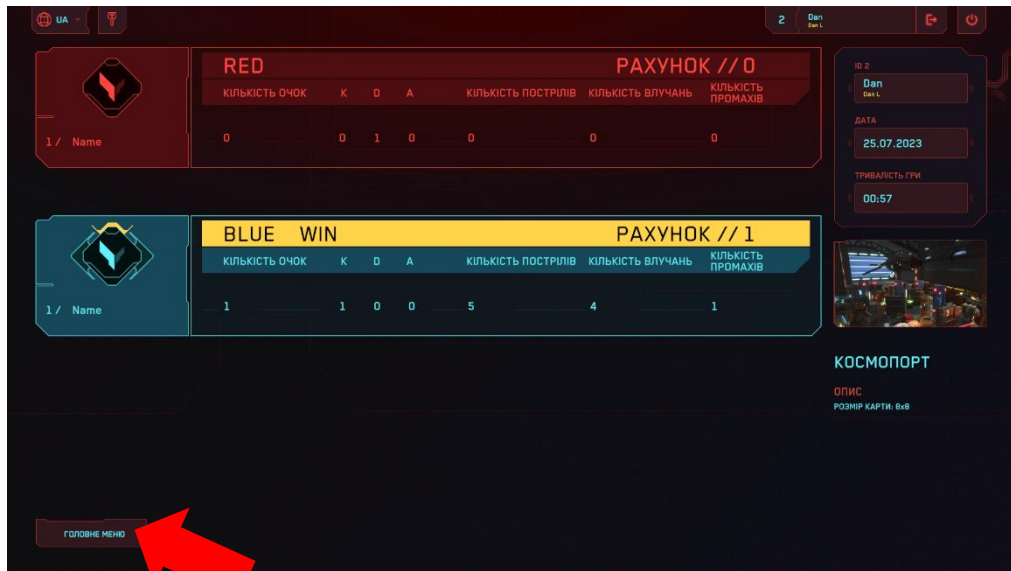 UA
2 Dan
Dan L
RED РАХУНОК // 0
КІЛЬКІСТЬ ОЧОК K D A КІЛЬКІСТЬ ПОСТРІЛІВ КІЛЬКІСТЬ ВЛУЧАНЬ КІЛЬКІСТЬ ПРОМАХІВ
1 / Name 0 0 1 0 0 0 0
ID 2
Dan
Dan L
ДАТА
25.07.2023
ТРИВАЛІСТЬ ГРИ
00:57
BLUE WIN РАХУНОК // 1
КІЛЬКІСТЬ ОЧОК K D A КІЛЬКІСТЬ ПОСТРІЛІВ КІЛЬКІСТЬ ВЛУЧАНЬ КІЛЬКІСТЬ ПРОМАХІВ
1 / Name 1 1 0 0 5 4 1
КОСМОПОРТ
ОПИС
РОЗМІР КАРТИ: 8x8
ГОЛОВНЕ МЕНЮ